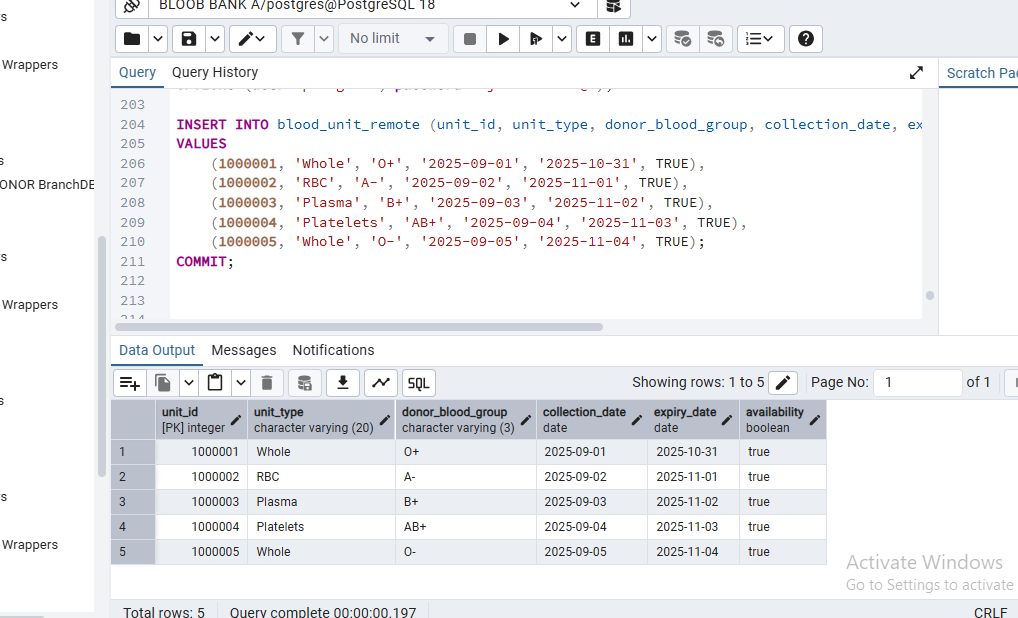 BLOOB BANK A/postgres@PostgreSQL 18
No limit
E
Query
Query History
Scratch Pa
s
Wrappers
s
ONOR BranchDE
s
Wrappers
s
s
Wrappers
203
204 INSERT INTO blood_unit_remote (unit_id, unit_type, donor_blood_group, collection_date, ex
205 VALUES
206 (1000001, 'Whole', 'O+', '2025-09-01', '2025-10-31', TRUE),
207 (1000002, 'RBC', 'A-', '2025-09-02', '2025-11-01', TRUE),
208 (1000003, 'Plasma', 'B+', '2025-09-03', '2025-11-02', TRUE),
209 (1000004, 'Platelets', 'AB+', '2025-09-04', '2025-11-03', TRUE),
210 (1000005, 'Whole', 'O-', '2025-09-05', '2025-11-04', TRUE);
211 COMMIT;
212
213
214
Data Output Messages Notifications
SQL
Showing rows: 1 to 5
Page No: 1 of 1
unit_id unit_type donor_blood_group collection_date expiry_date availability
[PK] integer character varying (20) character varying (3) date date boolean
1 1000001 Whole O+ 2025-09-01 2025-10-31 true
2 1000002 RBC A- 2025-09-02 2025-11-01 true
3 1000003 Plasma B+ 2025-09-03 2025-11-02 true
4 1000004 Platelets AB+ 2025-09-04 2025-11-03 true
5 1000005 Whole O- 2025-09-05 2025-11-04 true
Activate Windows
Go to Settings to activate
Total rows: 5 Query complete 00:00:00.197 CRLF